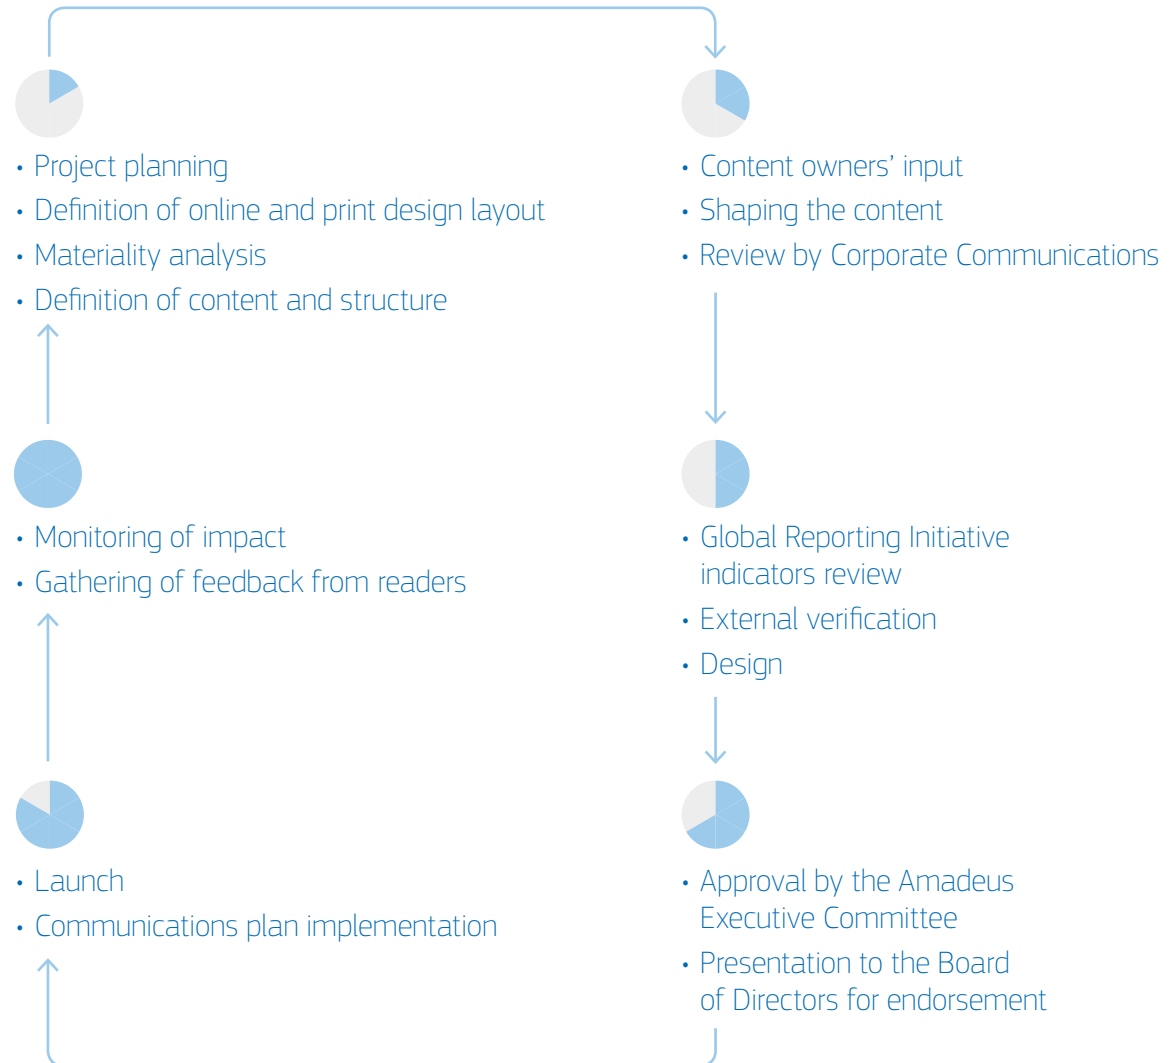 • Project planning
• Definition of online and print design layout
• Materiality analysis
• Definition of content and structure
• Content owners’ input
• Shaping the content
• Review by Corporate Communications
• Global Reporting Initiative
indicators review
• External verification
• Design
• Approval by the Amadeus
Executive Committee
• Presentation to the Board
of Directors for endorsement
• Launch
• Communications plan implementation
• Monitoring of impact
• Gathering of feedback from readers